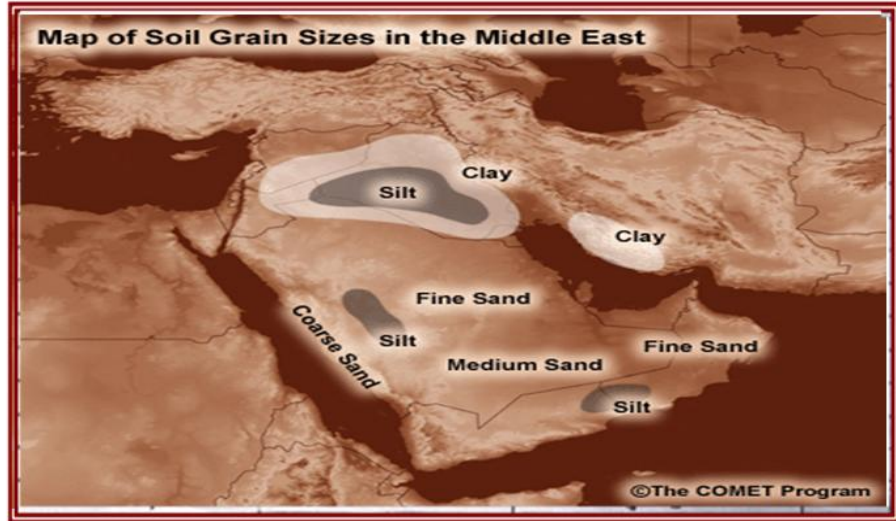 Map of Soil Grain Sizes in the Middle East
Clay
Silt
Clay
Fine Sand
Coarse Sand
Silt
Fine Sand
Medium Sand
Silt
©The COMET Program